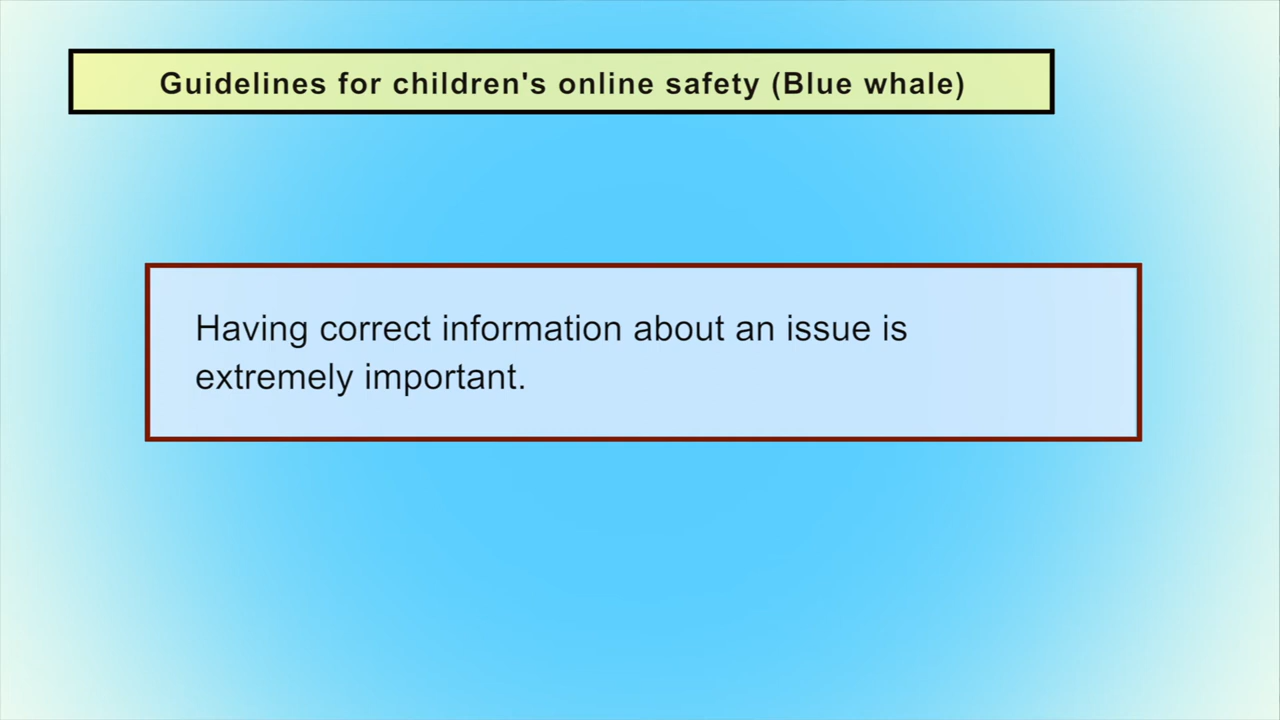 Guidelines for children's online safety (Blue whale)
Having correct information about an issue is
extremely important.